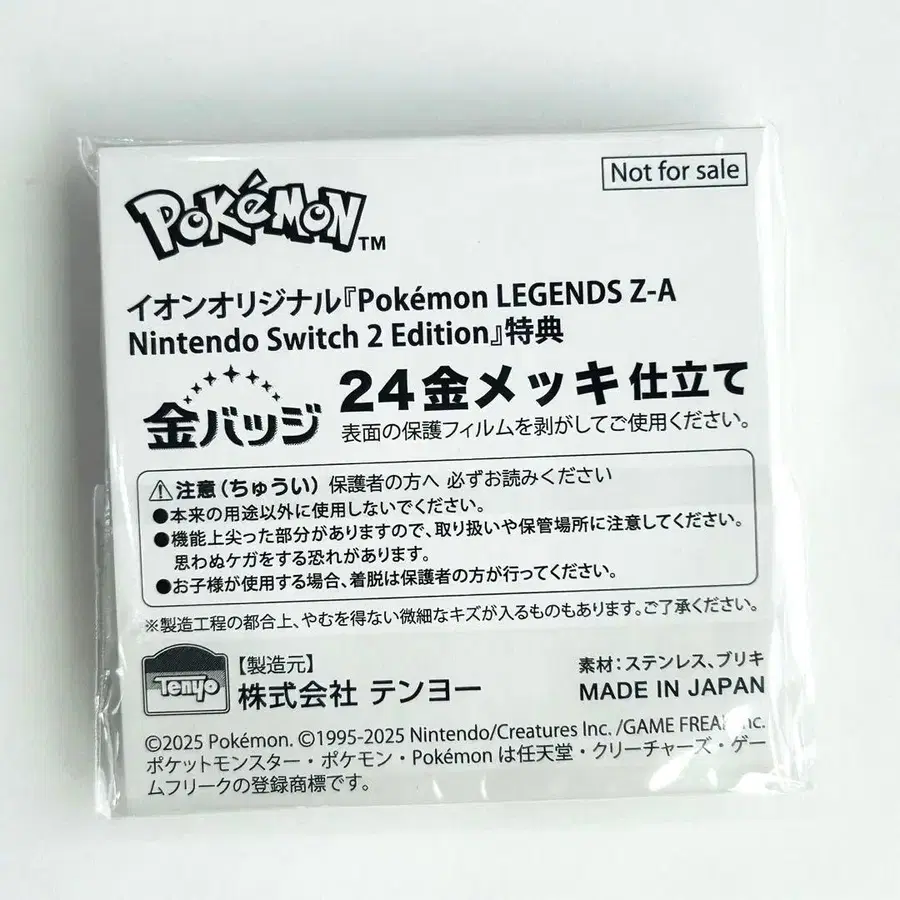 Not for sale
POKéMON™
イオンオリジナル『Pokémon LEGENDS Z-A
Nintendo Switch 2 Edition』特典
金バッジ
24金メッキ仕立て
表面の保護フィルムを剥がしてご使用ください。
⚠注意(ちゅうい) 保護者の方へ 必ずお読みください
●本来の用途以外に使用しないでください。
●機能上尖った部分がありますので、取り扱いや保管場所に注意してください。
思わぬケガをする恐れがあります。
●お子様が使用する場合、着脱は保護者の方が行ってください。
※製造工程の都合上、やむを得ない微細なキズが入るものもあります。ご了承ください。
Tenyo
【製造元】
株式会社 テンヨー
素材:ステンレス、ブリキ
MADE IN JAPAN
©2025 Pokémon. ©1995-2025 Nintendo/Creatures Inc. /GAME FREAK inc.
ポケットモンスター・ポケモン・Pokémon は任天堂・クリーチャーズ・ゲー
ムフリークの登録商標です。